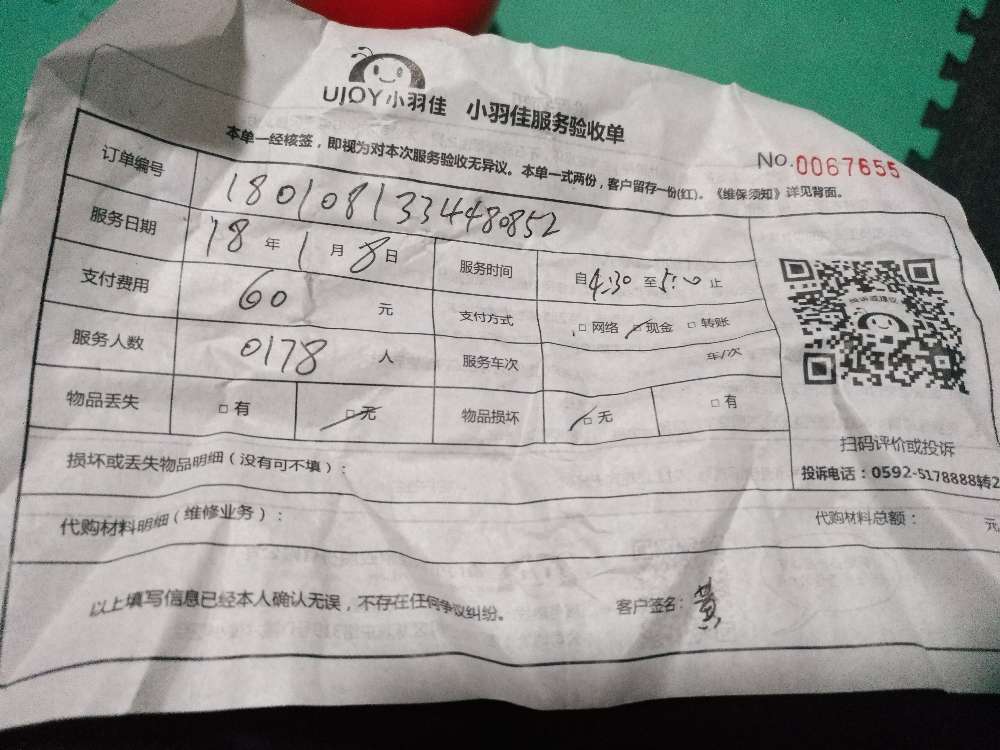 UJOY小羽佳 小羽佳服务验收单
No.0067655
本单一经核签，即视为对本次服务验收无异议。本单一式两份，客户留存一份(红)。《维保须知》详见背面。
订单编号 1801081334480852
服务日期 18 年 1 月 8 日 服务时间 自 4:30 至 5:00 止
支付费用 60 元 支付方式 □ 网络 □ 现金 □ 转账
服务人数 0178 人 服务车次 车/次
物品丢失 □ 有 □ 无 物品损坏 □ 无 □ 有
投诉或建议
扫码评价或投诉
投诉电话：0592-5178888转2
损坏或丢失物品明细（没有可不填）：
代购材料明细（维修业务）： 代购材料总额： 元
以上填写信息已经本人确认无误，不存在任何争议纠纷。 客户签名：黄